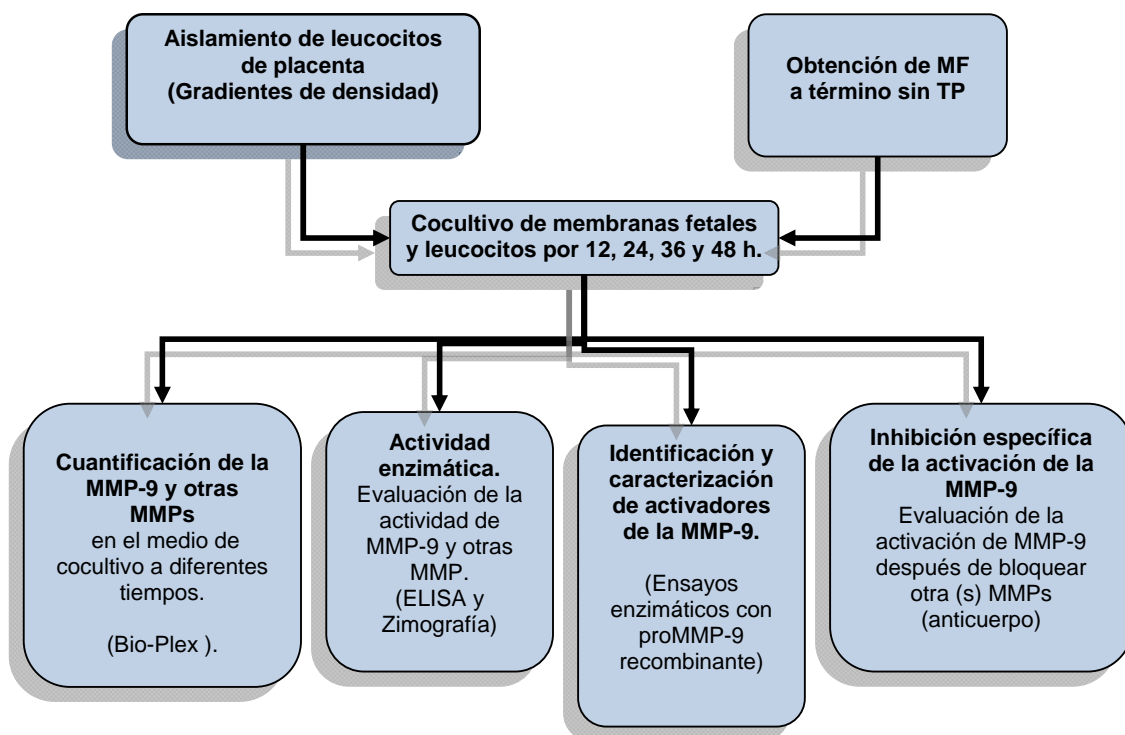 Aislamiento de leucocitos
de placenta
(Gradientes de densidad)
Obtención de MF
a término sin TP
Cocultivo de membranas fetales
y leucocitos por 12, 24, 36 y 48 h.
Cuantificación de la
MMP-9 y otras
MMPs
en el medio de
cocultivo a diferentes
tiempos.
(Bio-Plex ).
Actividad
enzimática.
Evaluación de la
actividad de
MMP-9 y otras
MMP.
(ELISA y
Zimografía)
Identificación y
caracterización
de activadores
de la MMP-9.
(Ensayos
enzimáticos con
proMMP-9
recombinante)
Inhibición específica
de la activación de la
MMP-9
Evaluación de la
activación de MMP-9
después de bloquear
otra (s) MMPs
(anticuerpo)